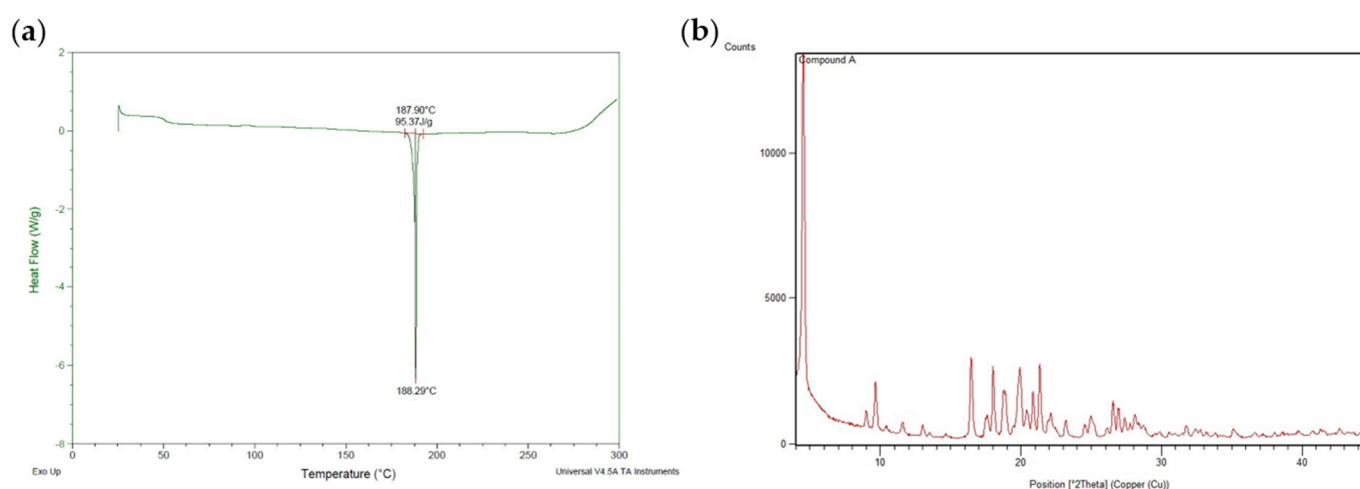 (a)
2
0
-2
-4
-6
-8
Heat Flow (W/g)
187.90°C
95.37J/g
188.29°C
0
50
100
150
200
250
300
Exo Up
Temperature (°C)
Universal V4.5A TA Instruments
(b)
Counts
Compound A
10000
5000
0
10
20
30
40
Position [°2Theta] (Copper (Cu))